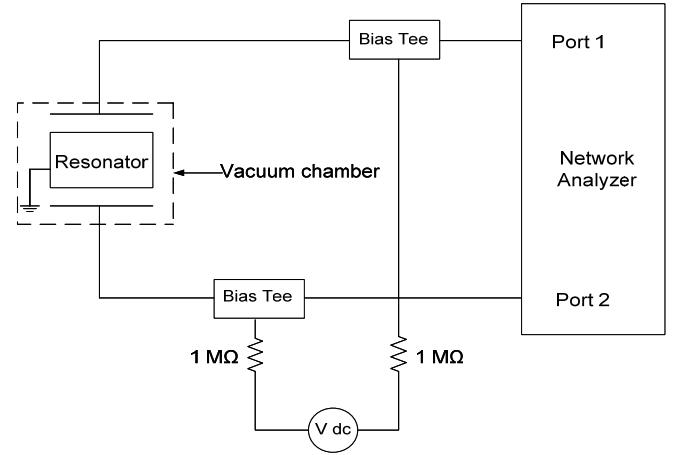 Bias Tee
Port 1
Resonator
Vacuum chamber
Network
Analyzer
Bias Tee
Port 2
1 MΩ
1 MΩ
V dc